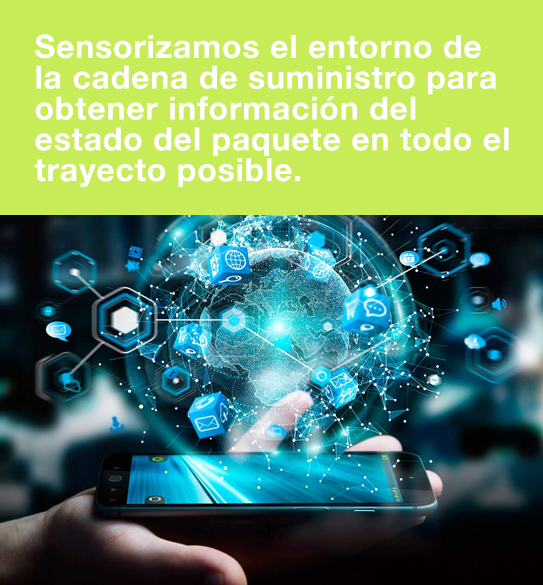 Sensorizamos el entorno de
la cadena de suministro para
obtener información del
estado del paquete en todo el
trayecto posible.